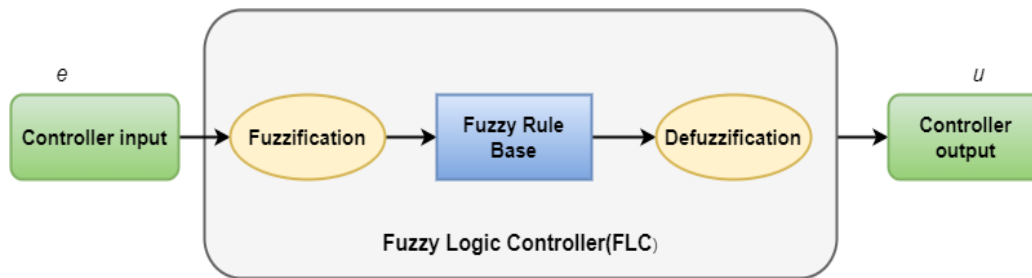 e
u
Controller input
Fuzzification
Fuzzy Rule
Base
Defuzzification
Controller
output
Fuzzy Logic Controller(FLC)